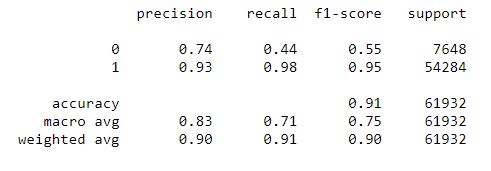 precision recall f1-score support
0 0.74 0.44 0.55 7648
1 0.93 0.98 0.95 54284
accuracy 0.91 61932
macro avg 0.83 0.71 0.75 61932
weighted avg 0.90 0.91 0.90 61932